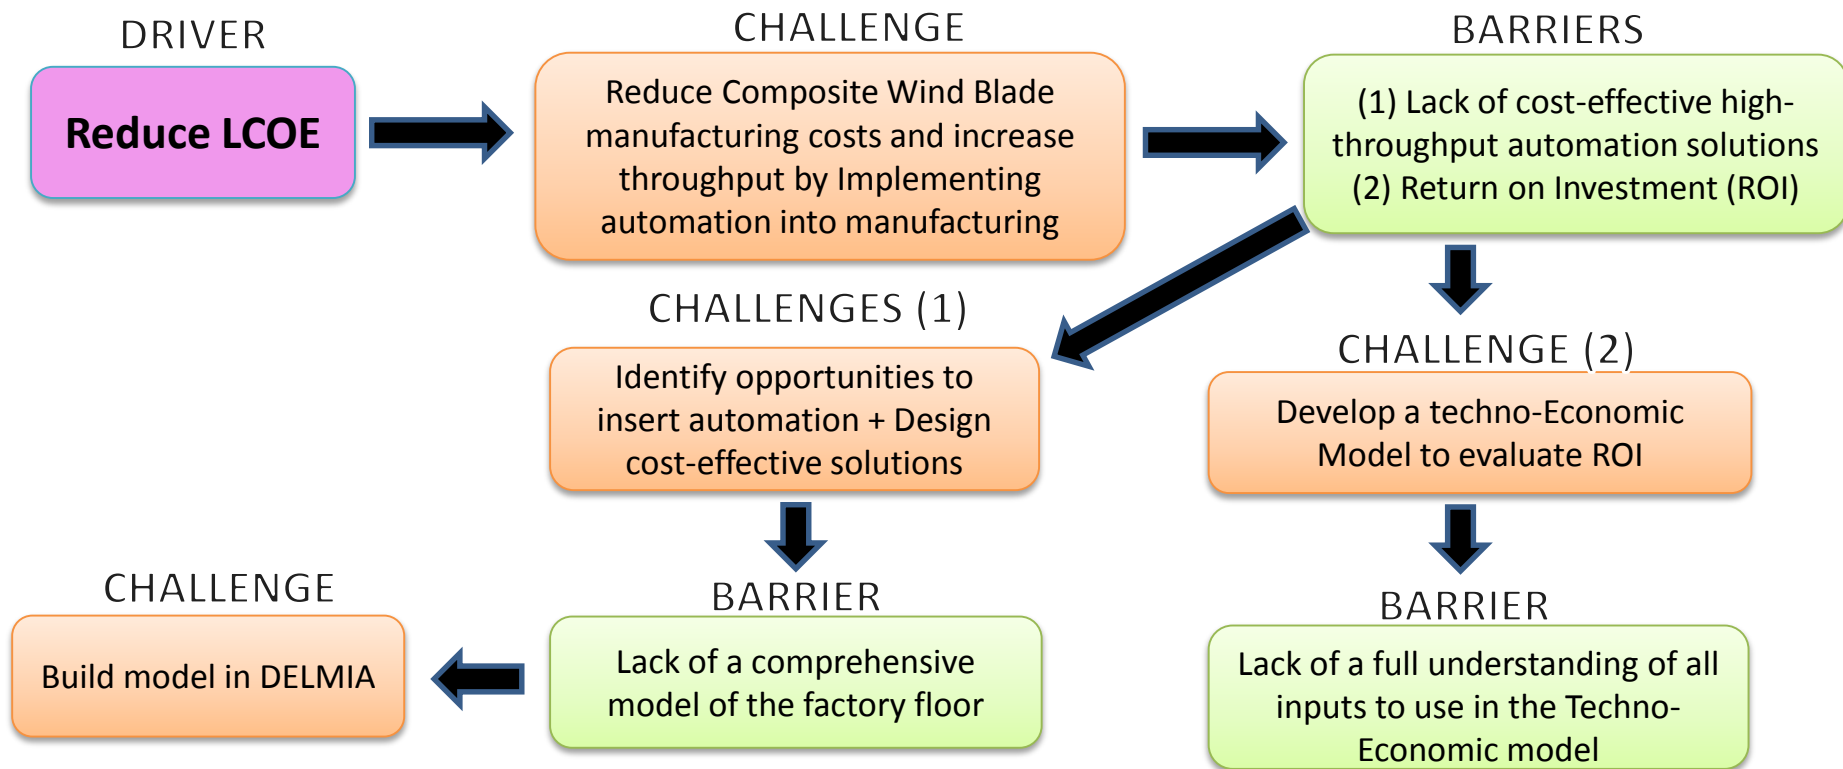 DRIVER
Reduce LCOE
CHALLENGE
Reduce Composite Wind Blade
manufacturing costs and increase
throughput by Implementing
automation into manufacturing
BARRIERS
(1) Lack of cost-effective high-
throughput automation solutions
(2) Return on Investment (ROI)
CHALLENGES (1)
Identify opportunities to
insert automation + Design
cost-effective solutions
CHALLENGE (2)
Develop a techno-Economic
Model to evaluate ROI
CHALLENGE
Build model in DELMIA
BARRIER
Lack of a comprehensive
model of the factory floor
BARRIER
Lack of a full understanding of all
inputs to use in the Techno-
Economic model